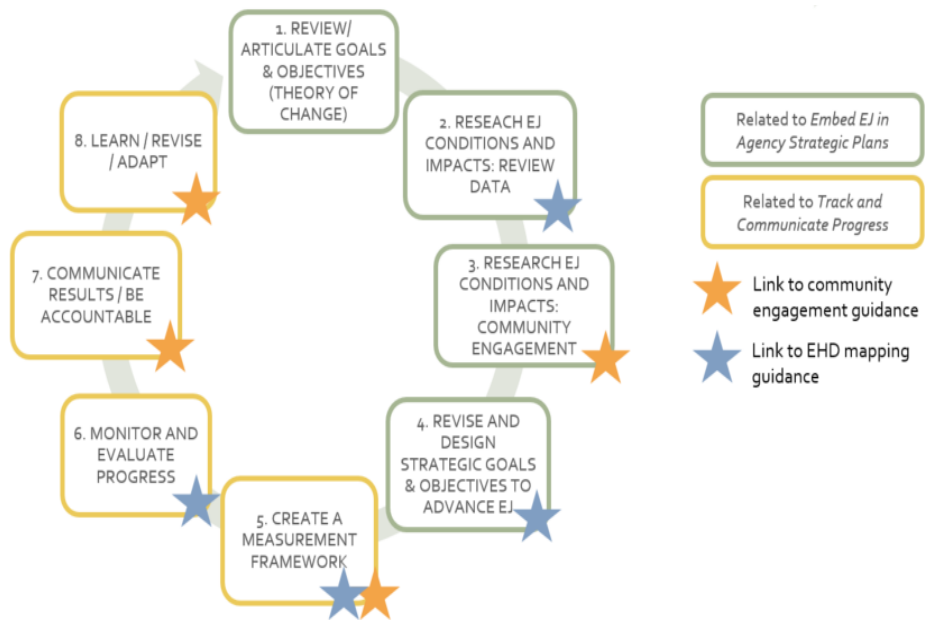 1. REVIEW/
ARTICULATE GOALS
& OBJECTIVES
(THEORY OF
CHANGE)
2. RESEACH EJ
CONDITIONS AND
IMPACTS: REVIEW
DATA
3. RESEARCH EJ
CONDITIONS AND
IMPACTS:
COMMUNITY
ENGAGEMENT
4. REVISE AND
DESIGN
STRATEGIC GOALS
& OBJECTIVES TO
ADVANCE EJ
5. CREATE A
MEASUREMENT
FRAMEWORK
6. MONITOR AND
EVALUATE
PROGRESS
7. COMMUNICATE
RESULTS / BE
ACCOUNTABLE
8. LEARN / REVISE
/ ADAPT
Related to Embed EJ in
Agency Strategic Plans
Related to Track and
Communicate Progress
Link to community
engagement guidance
Link to EHD mapping
guidance